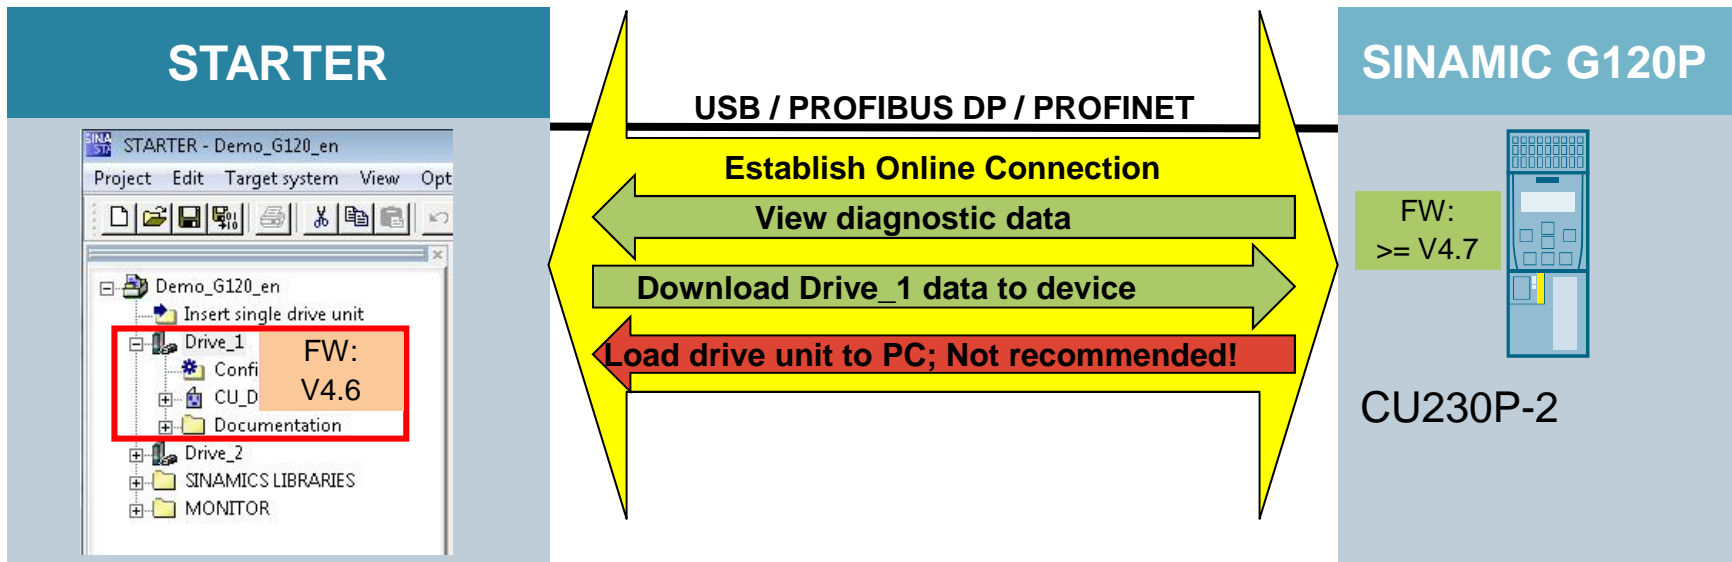 STARTER
SINAMIC G120P
USB / PROFIBUS DP / PROFINET
Establish Online Connection
View diagnostic data
Download Drive_1 data to device
Load drive unit to PC; Not recommended!
STARTER - Demo_G120_en
Project Edit Target system View Opt
Demo_G120_en
Insert single drive unit
Drive_1
Confi
CU_D
Documentation
Drive_2
SINAMICS LIBRARIES
MONITOR
FW:
V4.6
FW:
>= V4.7
CU230P-2